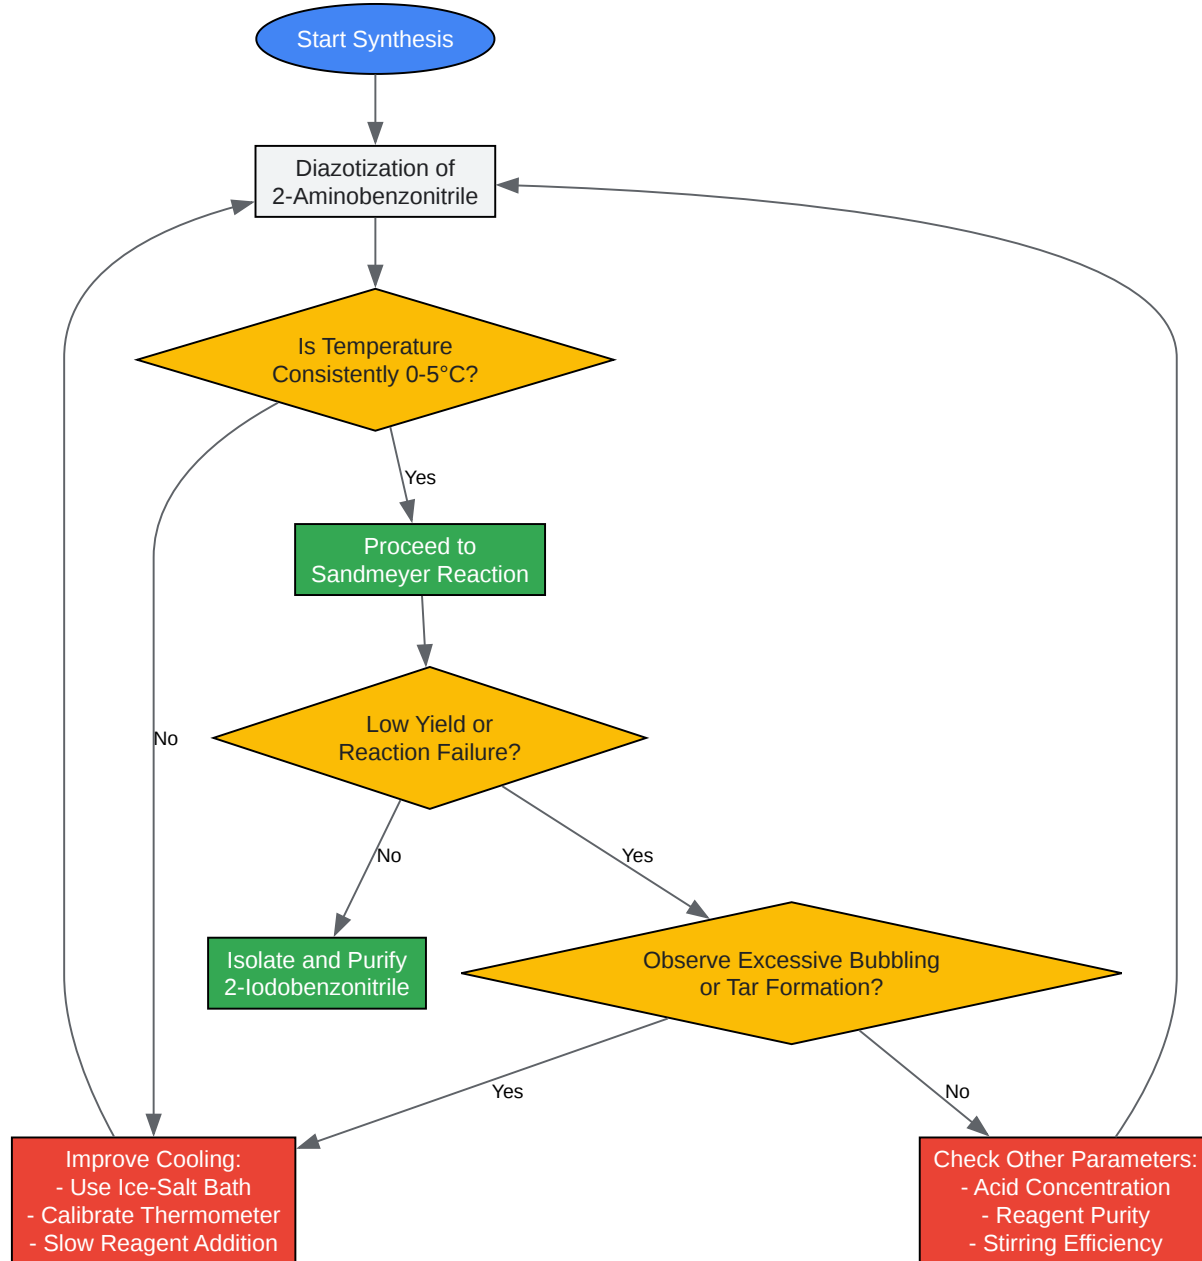 Start Synthesis
Diazotization of
2-Aminobenzonitrile
Is Temperature
Consistently 0-5°C?
Yes
Proceed to
Sandmeyer Reaction
Low Yield or
Reaction Failure?
No
No
Yes
Isolate and Purify
2-Iodobenzonitrile
Observe Excessive Bubbling
or Tar Formation?
Yes
No
Improve Cooling:
- Use Ice-Salt Bath
- Calibrate Thermometer
- Slow Reagent Addition
Check Other Parameters:
- Acid Concentration
- Reagent Purity
- Stirring Efficiency